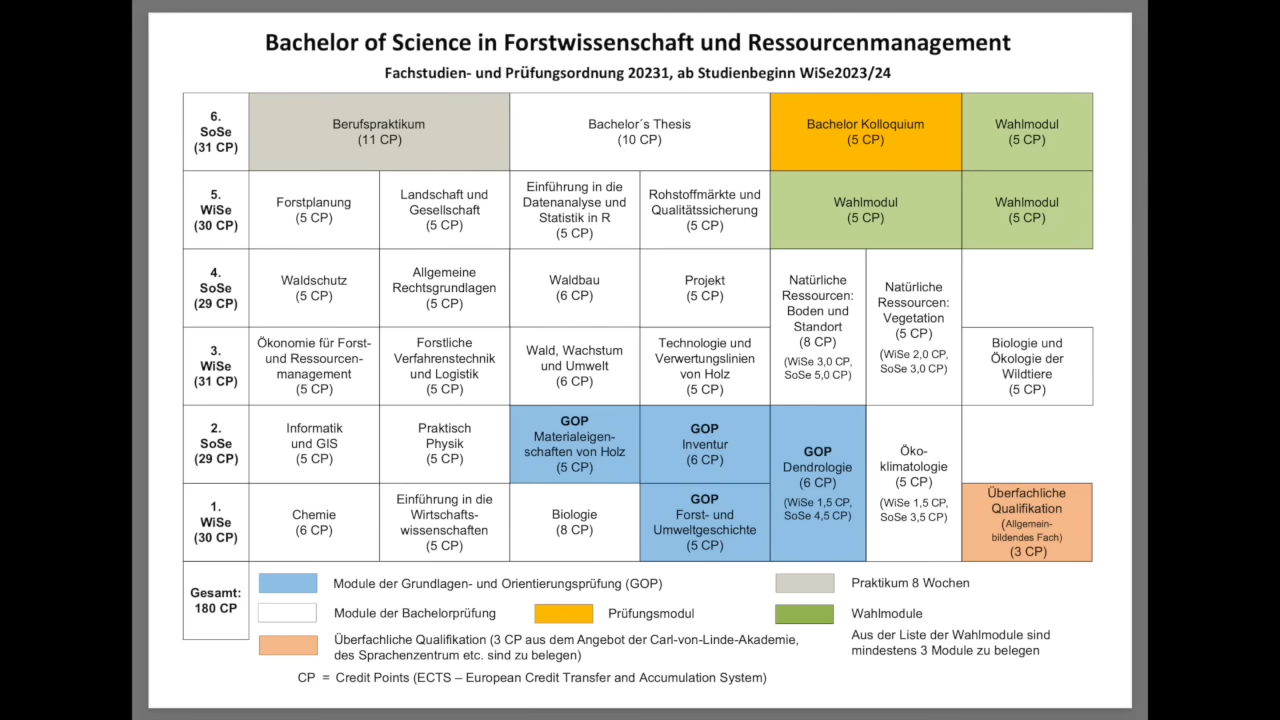 Bachelor of Science in Forstwissenschaft und Ressourcenmanagement
Fachstudien- und Prüfungsordnung 20231, ab Studienbeginn WiSe2023/24
6.
SoSe
(31 CP)
Berufspraktikum
(11 CP)
Bachelor´s Thesis
(10 CP)
Bachelor Kolloquium
(5 CP)
Wahlmodul
(5 CP)
5.
WiSe
(30 CP)
Forstplanung
(5 CP)
Landschaft und
Gesellschaft
(5 CP)
Einführung in die
Datenanalyse und
Statistik in R
(5 CP)
Rohstoffmärkte und
Qualitätssicherung
(5 CP)
Wahlmodul
(5 CP)
Wahlmodul
(5 CP)
4.
SoSe
(29 CP)
Waldschutz
(5 CP)
Allgemeine
Rechtsgrundlagen
(5 CP)
Waldbau
(6 CP)
Projekt
(5 CP)
Natürliche
Ressourcen:
Boden und
Standort
(8 CP)
(WiSe 3,0 CP,
SoSe 5,0 CP)
Natürliche
Ressourcen:
Vegetation
(5 CP)
(WiSe 2,0 CP,
SoSe 3,0 CP)
3.
WiSe
(31 CP)
Ökonomie für Forst-
und Ressourcen-
management
(5 CP)
Forstliche
Verfahrenstechnik
und Logistik
(5 CP)
Wald, Wachstum
und Umwelt
(6 CP)
Technologie und
Verwertungslinien
von Holz
(5 CP)
Biologie und
Ökologie der
Wildtiere
(5 CP)
2.
SoSe
(29 CP)
Informatik
und GIS
(5 CP)
Praktisch
Physik
(5 CP)
GOP
Materialeigen-
schaften von Holz
(5 CP)
GOP
Inventur
(6 CP)
GOP
Dendrologie
(6 CP)
(WiSe 1,5 CP,
SoSe 4,5 CP)
Öko-
klimatologie
(5 CP)
(WiSe 1,5 CP,
SoSe 3,5 CP)
1.
WiSe
(30 CP)
Chemie
(6 CP)
Einführung in die
Wirtschafts-
wissenschaften
(5 CP)
Biologie
(8 CP)
GOP
Forst- und
Umweltgeschichte
(5 CP)
Überfachliche
Qualifikation
(Allgemein-
bildendes Fach)
(3 CP)
Gesamt:
180 CP
Module der Grundlagen- und Orientierungsprüfung (GOP)
Praktikum 8 Wochen
Module der Bachelorprüfung
Prüfungsmodul
Wahlmodule
Überfachliche Qualifikation (3 CP aus dem Angebot der Carl-von-Linde-Akademie,
des Sprachenzentrum etc. sind zu belegen)
Aus der Liste der Wahlmodule sind
mindestens 3 Module zu belegen
CP = Credit Points (ECTS – European Credit Transfer and Accumulation System)